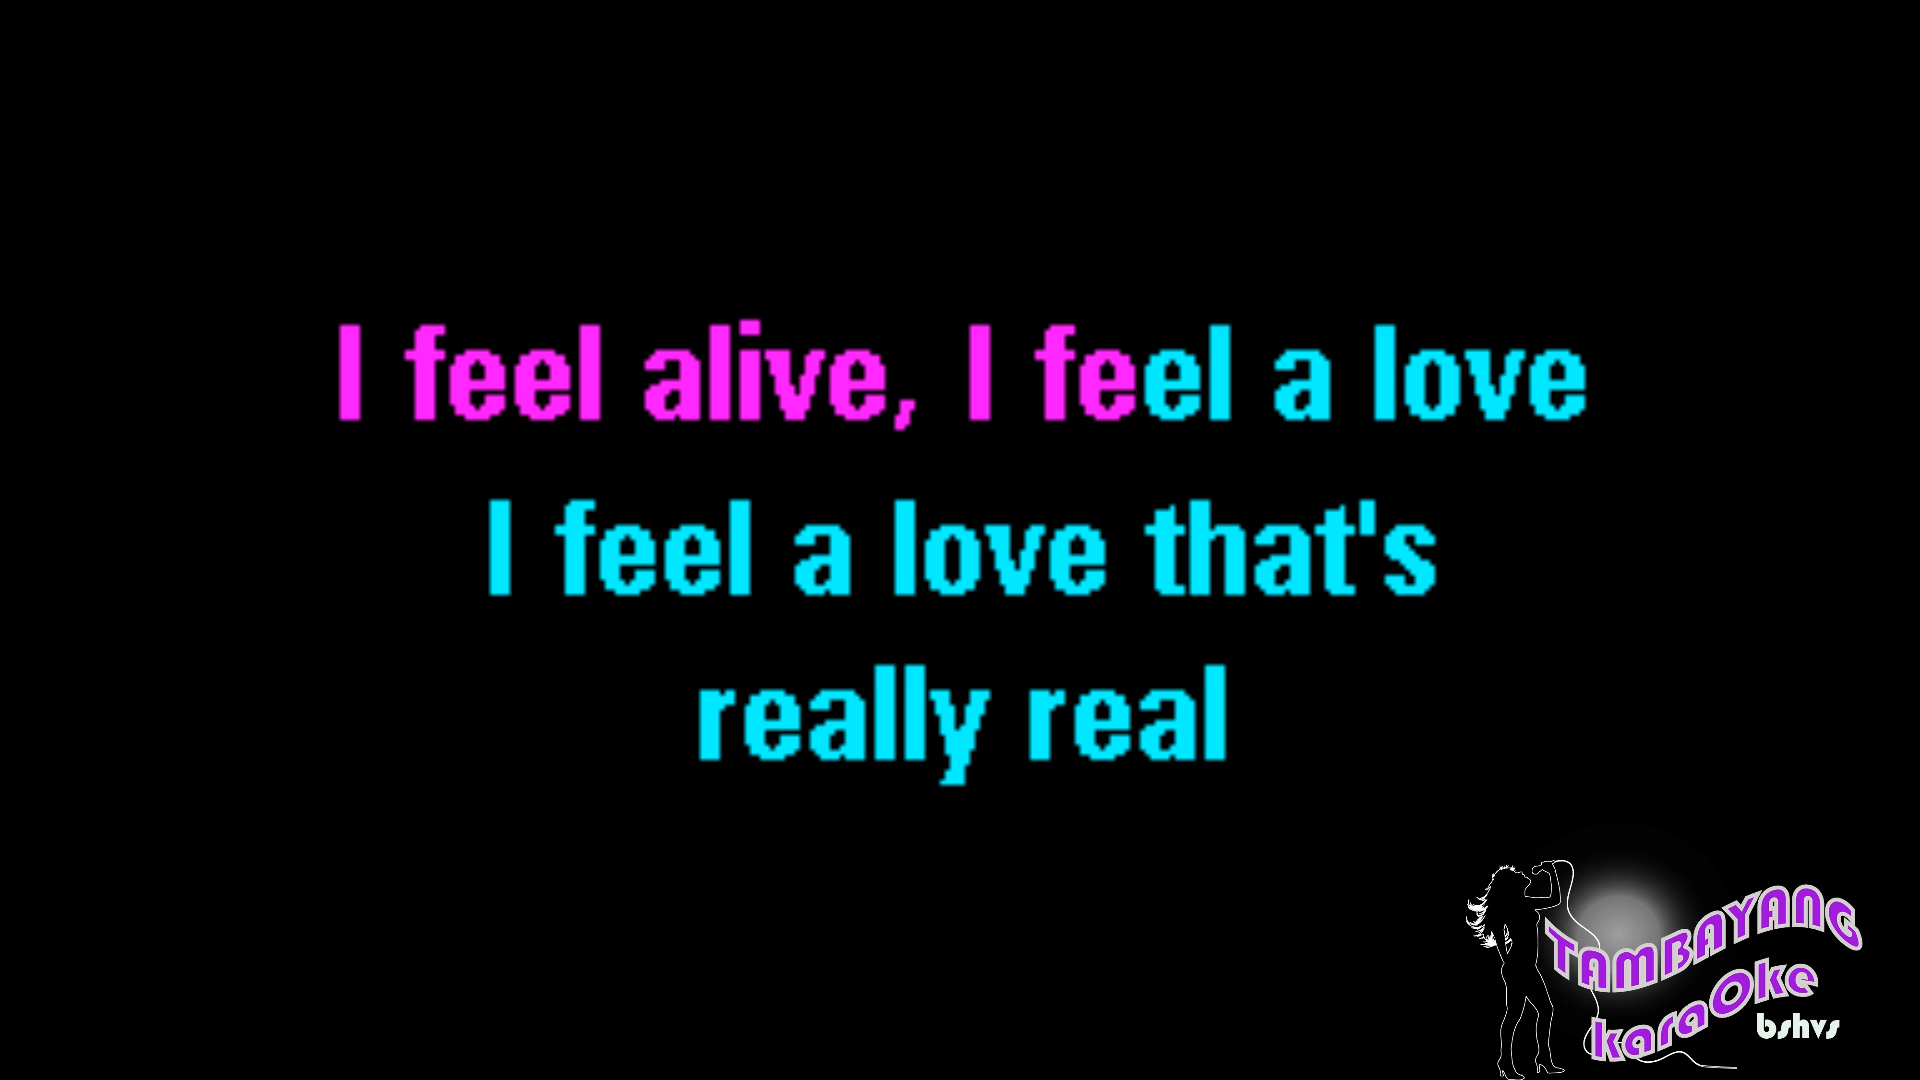 I feel alive, I feel a love
I feel a love that's
really real
TAMBAYANG
karaOke
bshvs